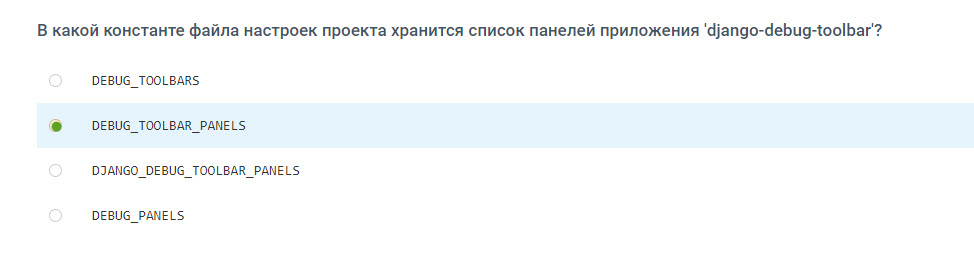 В какой константе файла настроек проекта хранится список панелей приложения 'django-debug-toolbar'?
DEBUG_TOOLBARS
DEBUG_TOOLBAR_PANELS
DJANGO_DEBUG_TOOLBAR_PANELS
DEBUG_PANELS